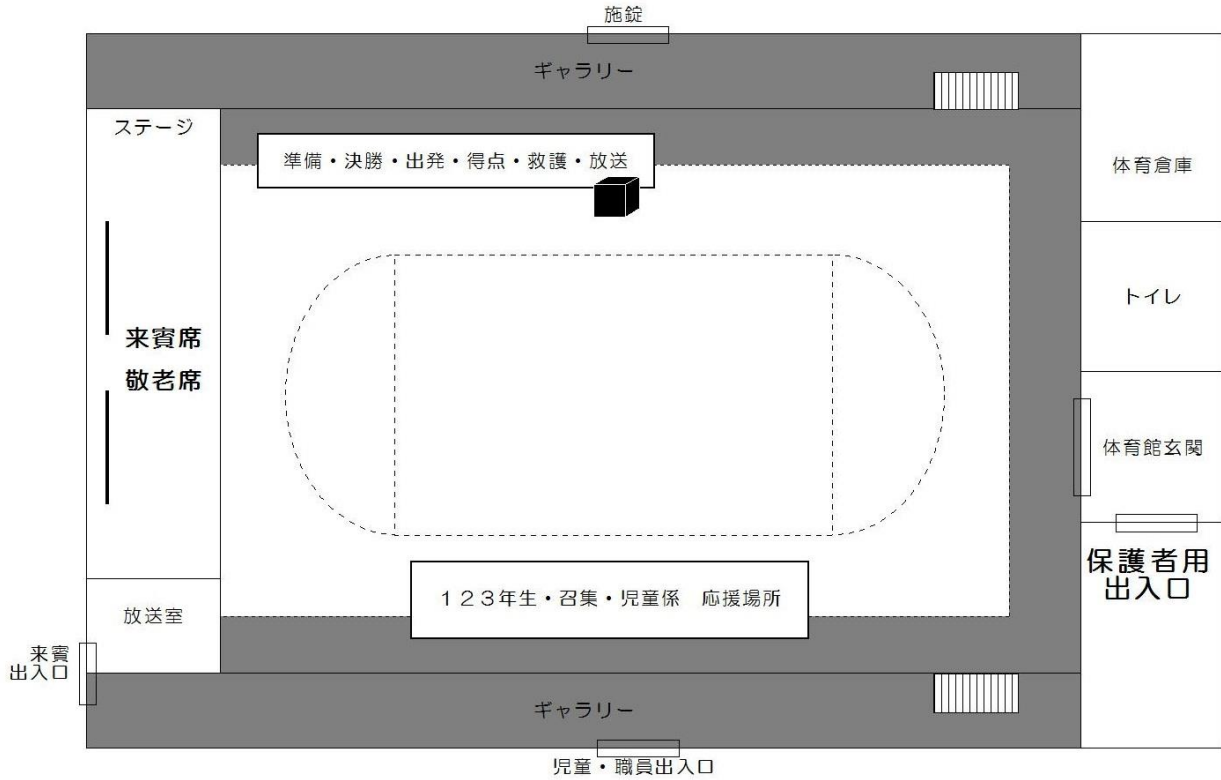 施錠
ギャラリー
ステージ
準備・決勝・出発・得点・救護・放送
体育倉庫
トイレ
来賓席
敬老席
体育館玄関
保護者用
出入口
123年生・召集・児童係　応援場所
放送室
来賓
出入口
ギャラリー
児童・職員出入口